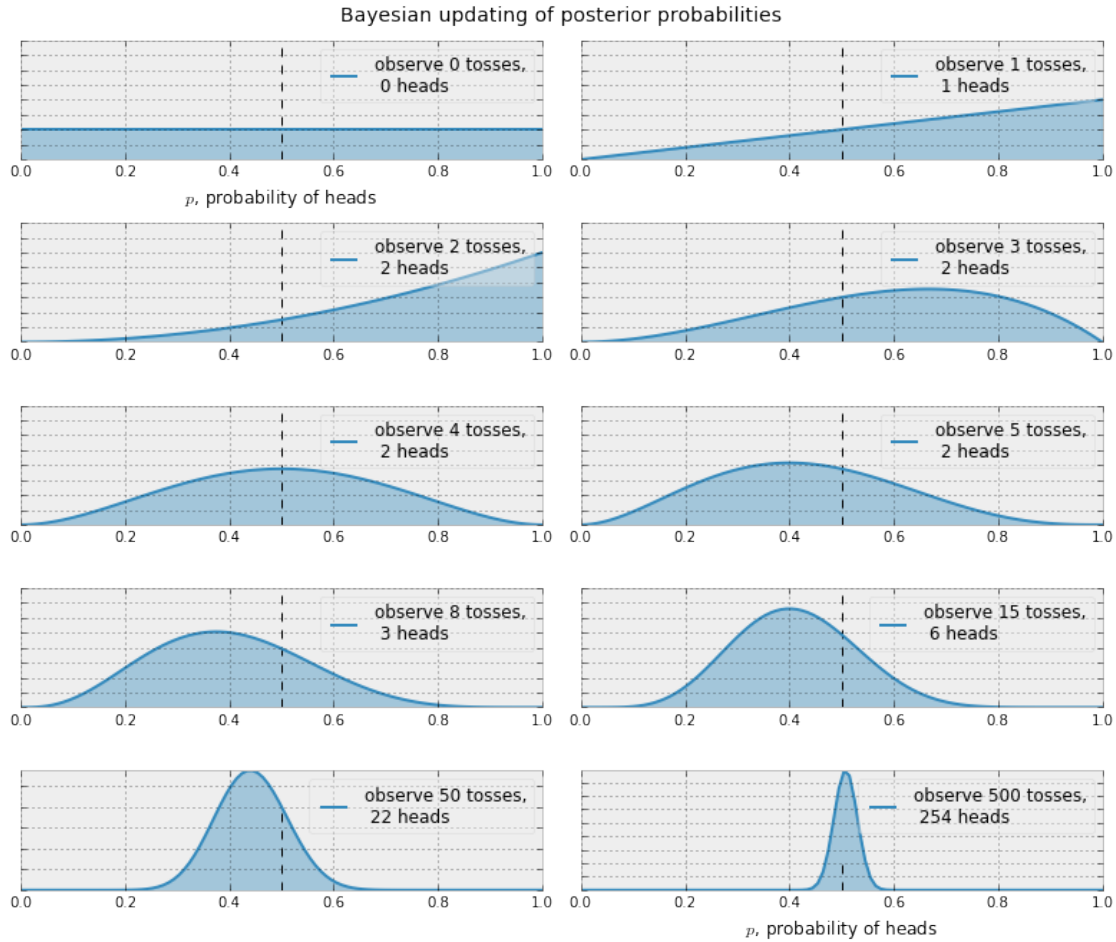 Bayesian updating of posterior probabilities
observe 0 tosses,
0 heads
0.0 0.2 0.4 0.6 0.8 1.0
p, probability of heads
observe 1 tosses,
1 heads
0.0 0.2 0.4 0.6 0.8 1.0
observe 2 tosses,
2 heads
0.0 0.2 0.4 0.6 0.8 1.0
observe 3 tosses,
2 heads
0.0 0.2 0.4 0.6 0.8 1.0
observe 4 tosses,
2 heads
0.0 0.2 0.4 0.6 0.8 1.0
observe 5 tosses,
2 heads
0.0 0.2 0.4 0.6 0.8 1.0
observe 8 tosses,
3 heads
0.0 0.2 0.4 0.6 0.8 1.0
observe 15 tosses,
6 heads
0.0 0.2 0.4 0.6 0.8 1.0
observe 50 tosses,
22 heads
0.0 0.2 0.4 0.6 0.8 1.0
observe 500 tosses,
254 heads
0.0 0.2 0.4 0.6 0.8 1.0
p, probability of heads